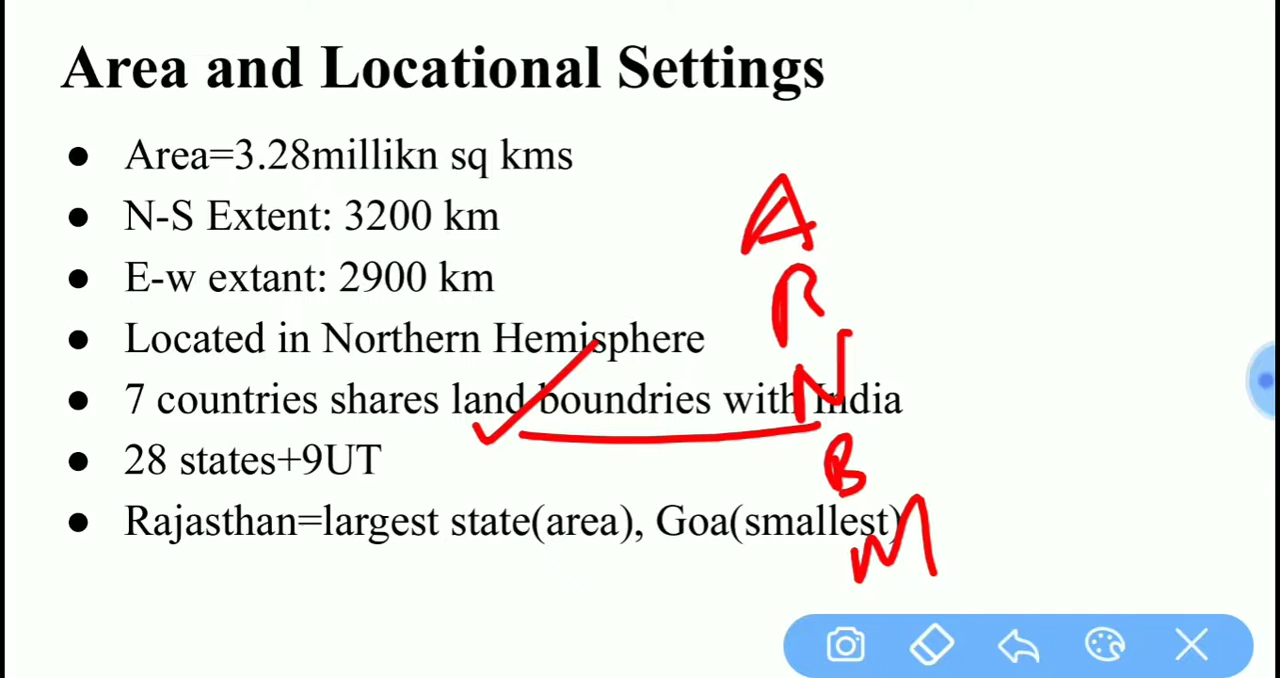 Area and Locational Settings
● Area=3.28millikn sq kms
● N-S Extent: 3200 km
● E-w extant: 2900 km
● Located in Northern Hemisphere
● 7 countries shares land boundries with India
● 28 states+9UT
● Rajasthan=largest state(area), Goa(smallest)
A
R
N
B
M